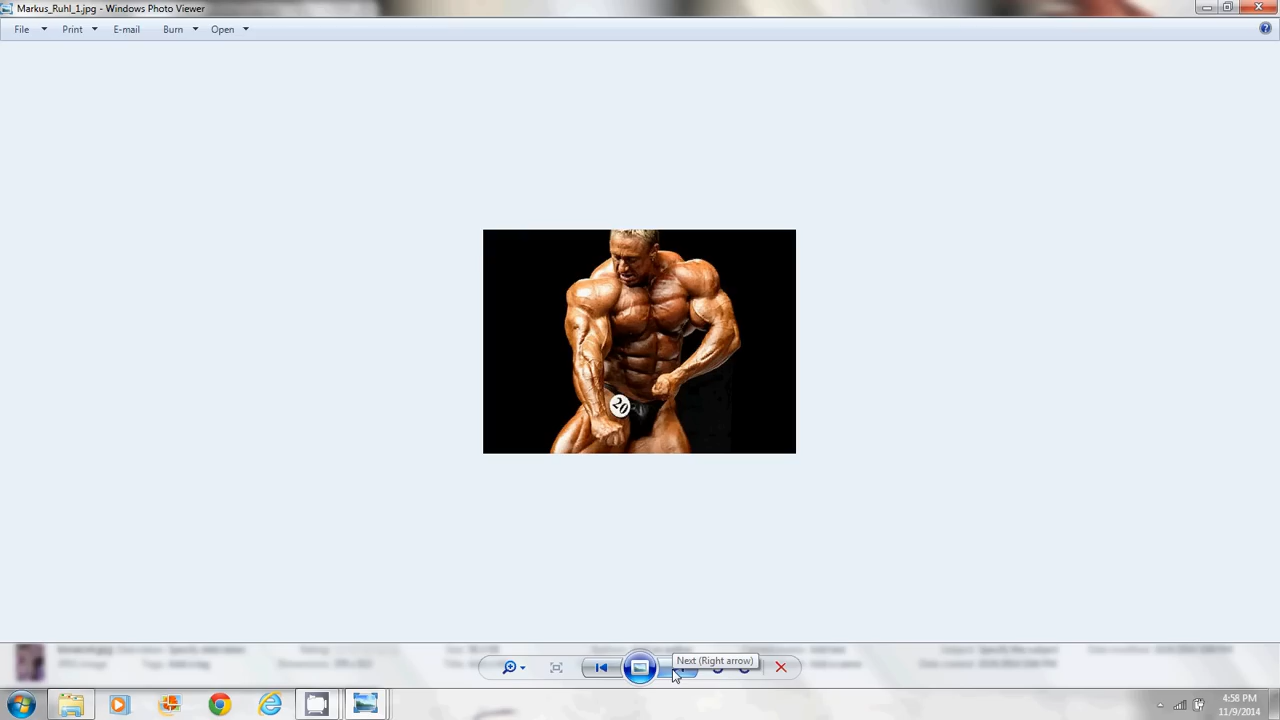 Markus_Ruhl_1.jpg - Windows Photo Viewer
File Print E-mail Burn Open
20
Next (Right arrow)
4:58 PM
11/9/2014